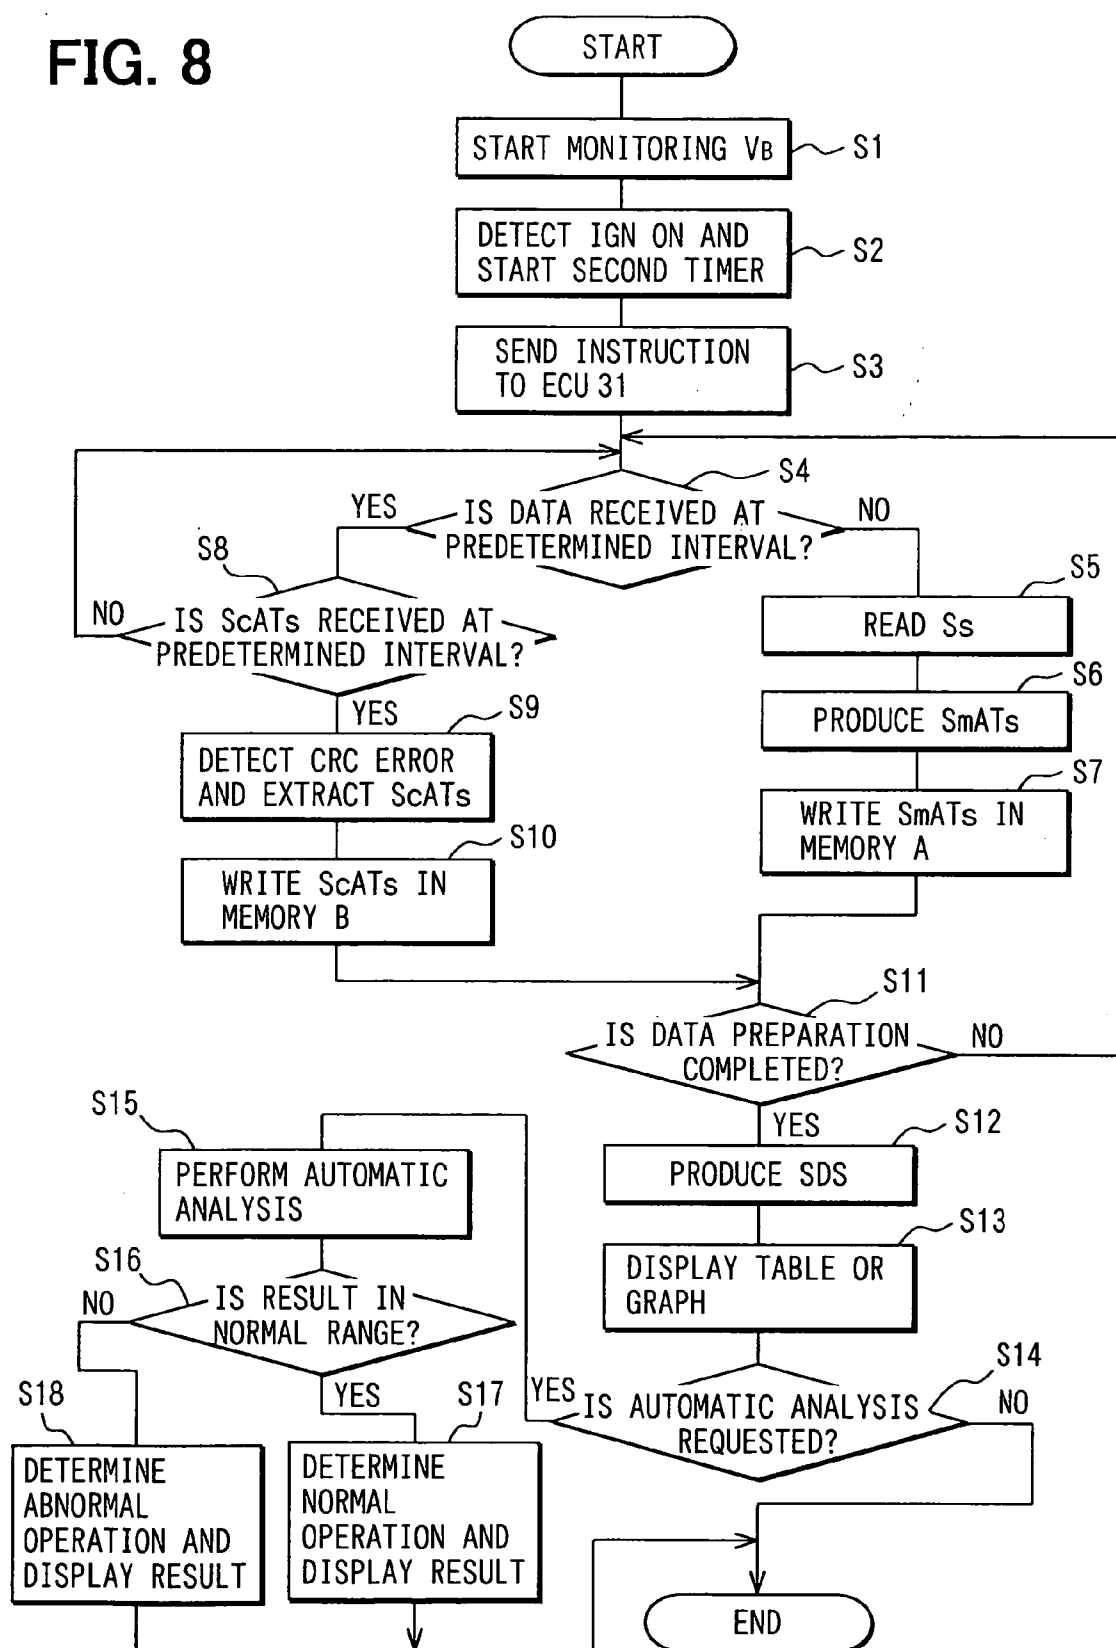 FIG. 8
START
START MONITORING VB
S1
DETECT IGN ON AND
START SECOND TIMER
S2
SEND INSTRUCTION
TO ECU 31
S3
S4
IS DATA RECEIVED AT
PREDETERMINED INTERVAL?
YES
NO
S8
IS ScATs RECEIVED AT
PREDETERMINED INTERVAL?
NO
YES
S5
READ Ss
S6
PRODUCE SmATs
S7
WRITE SmATs IN
MEMORY A
S9
DETECT CRC ERROR
AND EXTRACT ScATs
S10
WRITE ScATs IN
MEMORY B
S11
IS DATA PREPARATION
COMPLETED?
NO
YES
S12
PRODUCE SDS
S13
DISPLAY TABLE OR
GRAPH
S14
IS AUTOMATIC ANALYSIS
REQUESTED?
YES
NO
S15
PERFORM AUTOMATIC
ANALYSIS
S16
IS RESULT IN
NORMAL RANGE?
NO
YES
S18
DETERMINE
ABNORMAL
OPERATION AND
DISPLAY RESULT
S17
DETERMINE
NORMAL
OPERATION AND
DISPLAY RESULT
END